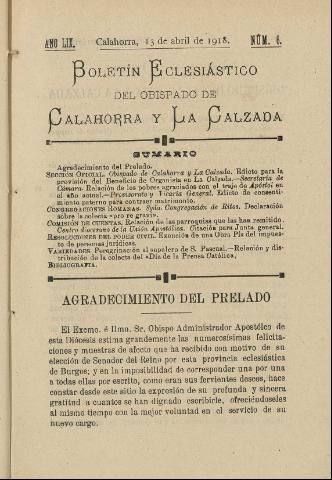 AÑO LIX. Calahorra, 13 de abril de 1918. NÚM. 6.
BOLETÍN ECLESIÁSTICO
DEL OBISPADO DE
CALAHORRA Y LA CALZADA
SUMARIO
Agradecimiento del Prelado.
SECCIÓN OFICIAL. Obispado de Calahorra y La Calzada. Edicto para la
provisión del Beneficio de Organista en La Calzada.—Secretaría de
Cámara. Relación de los pobres agraciados con el traje de Apóstol en
el año actual.—Provisorato y Vicaría General. Edicto de consenti-
miento paterno para contraer matrimonio.
CONGREGACIONES ROMANAS. Sgda. Congregación de Ritos. Declaración
sobre la colecta «pro re gravi».
COMISIÓN DE CUENTAS. Relación de las parroquias que las han remitido.
Centro diocesano de la Unión Apostólica. Citación para Junta general.
RESOLUCIONES DEL PODER CIVIL. Exención de una Obra Pía del impues-
to de personas jurídicas.
VARIEDADES. Peregrinación al sepulcro de S. Pascual.—Relación y dis-
tribución de la colecta del «Día de la Prensa Católica».
BIBLIOGRAFÍA.
AGRADECIMIENTO DEL PRELADO
El Excmo. é Ilmo. Sr. Obispo Administrador Apostólico de
esta Diócesis estima grandemente las numerosísimas felicita-
ciones y muestras de afecto que ha recibido con motivo de su
elección de Senador del Reino por esta provincia eclesiástica
de Burgos; y en la imposibilidad de corresponder una por una
a todas ellas por escrito, como eran sus fervientes deseos, hace
constar desde este sitio la expresión de su profunda y sincera
gratitud a cuantos se han dignado escribirle, ofreciéndoseles
al mismo tiempo con la mejor voluntad en el servicio de su
nuevo cargo.